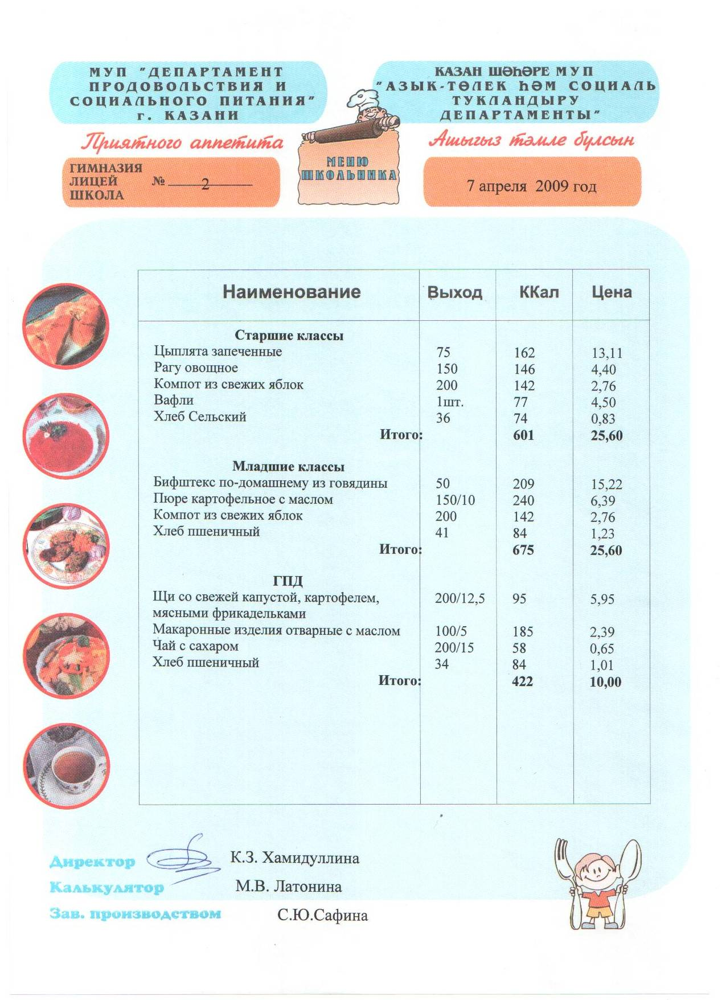 МУП "ДЕПАРТАМЕНТ
ПРОДОВОЛЬСТВИЯ И
СОЦИАЛЬНОГО ПИТАНИЯ"
г. КАЗАНИ
КАЗАН ШӘҺӘРЕ МУП
"АЗЫК-ТӨЛЕК ҺӘМ СОЦИАЛЬ
ТУКЛАНДЫРУ
ДЕПАРТАМЕНТЫ"
Приятного аппетита
Ашыгыз тәмле булсын
ГИМНАЗИЯ
ЛИЦЕЙ № 2
ШКОЛА
МЕНЮ
ШКОЛЬНИКА
7 апреля 2009 год
Наименование Выход ККал Цена
Старшие классы
Цыплята запеченные 75 162 13,11
Рагу овощное 150 146 4,40
Компот из свежих яблок 200 142 2,76
Вафли 1шт. 77 4,50
Хлеб Сельский 36 74 0,83
Итого: 601 25,60
Младшие классы
Бифштекс по-домашнему из говядины 50 209 15,22
Пюре картофельное с маслом 150/10 240 6,39
Компот из свежих яблок 200 142 2,76
Хлеб пшеничный 41 84 1,23
Итого: 675 25,60
ГПД
Щи со свежей капустой, картофелем, 200/12,5 95 5,95
мясными фрикадельками
Макаронные изделия отварные с маслом 100/5 185 2,39
Чай с сахаром 200/15 58 0,65
Хлеб пшеничный 34 84 1,01
Итого: 422 10,00
Директор К.З. Хамидуллина
Калькулятор М.В. Латонина
Зав. производством С.Ю.Сафина